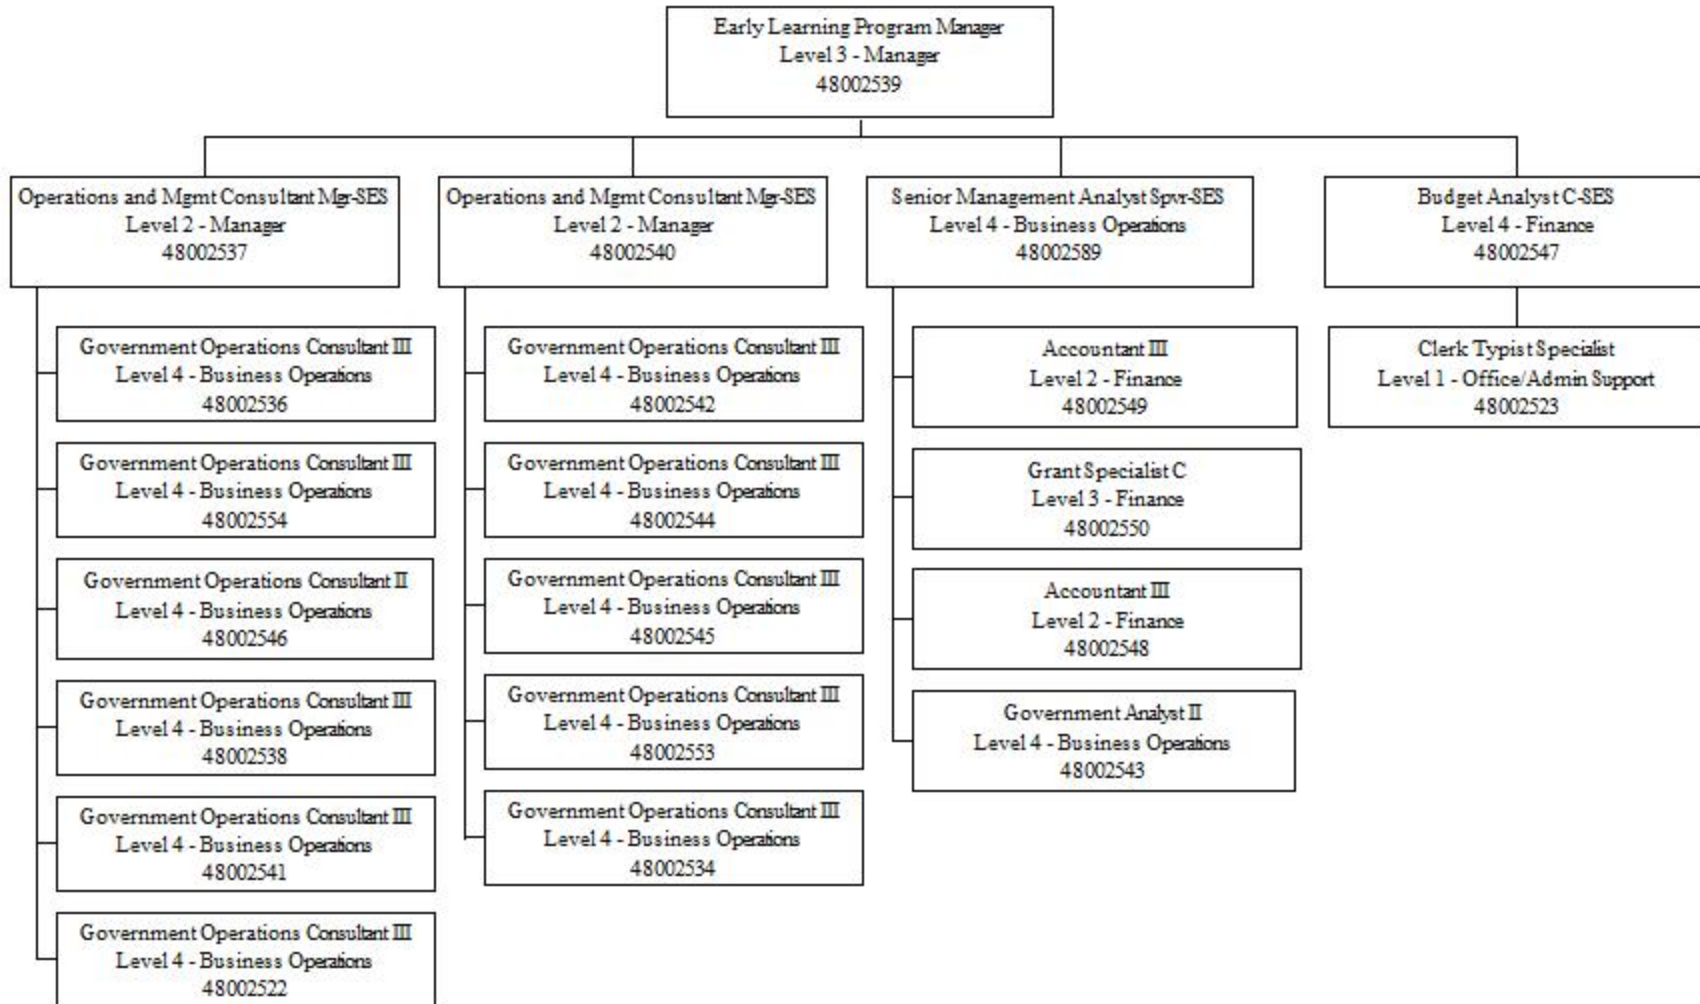 Early Learning Program Manager
Level 3 - Manager
48002539
Operations and Mgmt Consultant Mgr-SES
Level 2 - Manager
48002537
Government Operations Consultant III
Level 4 - Business Operations
48002536
Government Operations Consultant III
Level 4 - Business Operations
48002554
Government Operations Consultant II
Level 4 - Business Operations
48002546
Government Operations Consultant III
Level 4 - Business Operations
48002538
Government Operations Consultant III
Level 4 - Business Operations
48002541
Government Operations Consultant III
Level 4 - Business Operations
48002522
Operations and Mgmt Consultant Mgr-SES
Level 2 - Manager
48002540
Government Operations Consultant III
Level 4 - Business Operations
48002542
Government Operations Consultant III
Level 4 - Business Operations
48002544
Government Operations Consultant III
Level 4 - Business Operations
48002545
Government Operations Consultant III
Level 4 - Business Operations
48002553
Government Operations Consultant III
Level 4 - Business Operations
48002534
Senior Management Analyst Spvr-SES
Level 4 - Business Operations
48002589
Accountant III
Level 2 - Finance
48002549
Grant Specialist C
Level 3 - Finance
48002550
Accountant III
Level 2 - Finance
48002548
Government Analyst II
Level 4 - Business Operations
48002543
Budget Analyst C-SES
Level 4 - Finance
48002547
Clerk Typist Specialist
Level 1 - Office/Admin Support
48002523